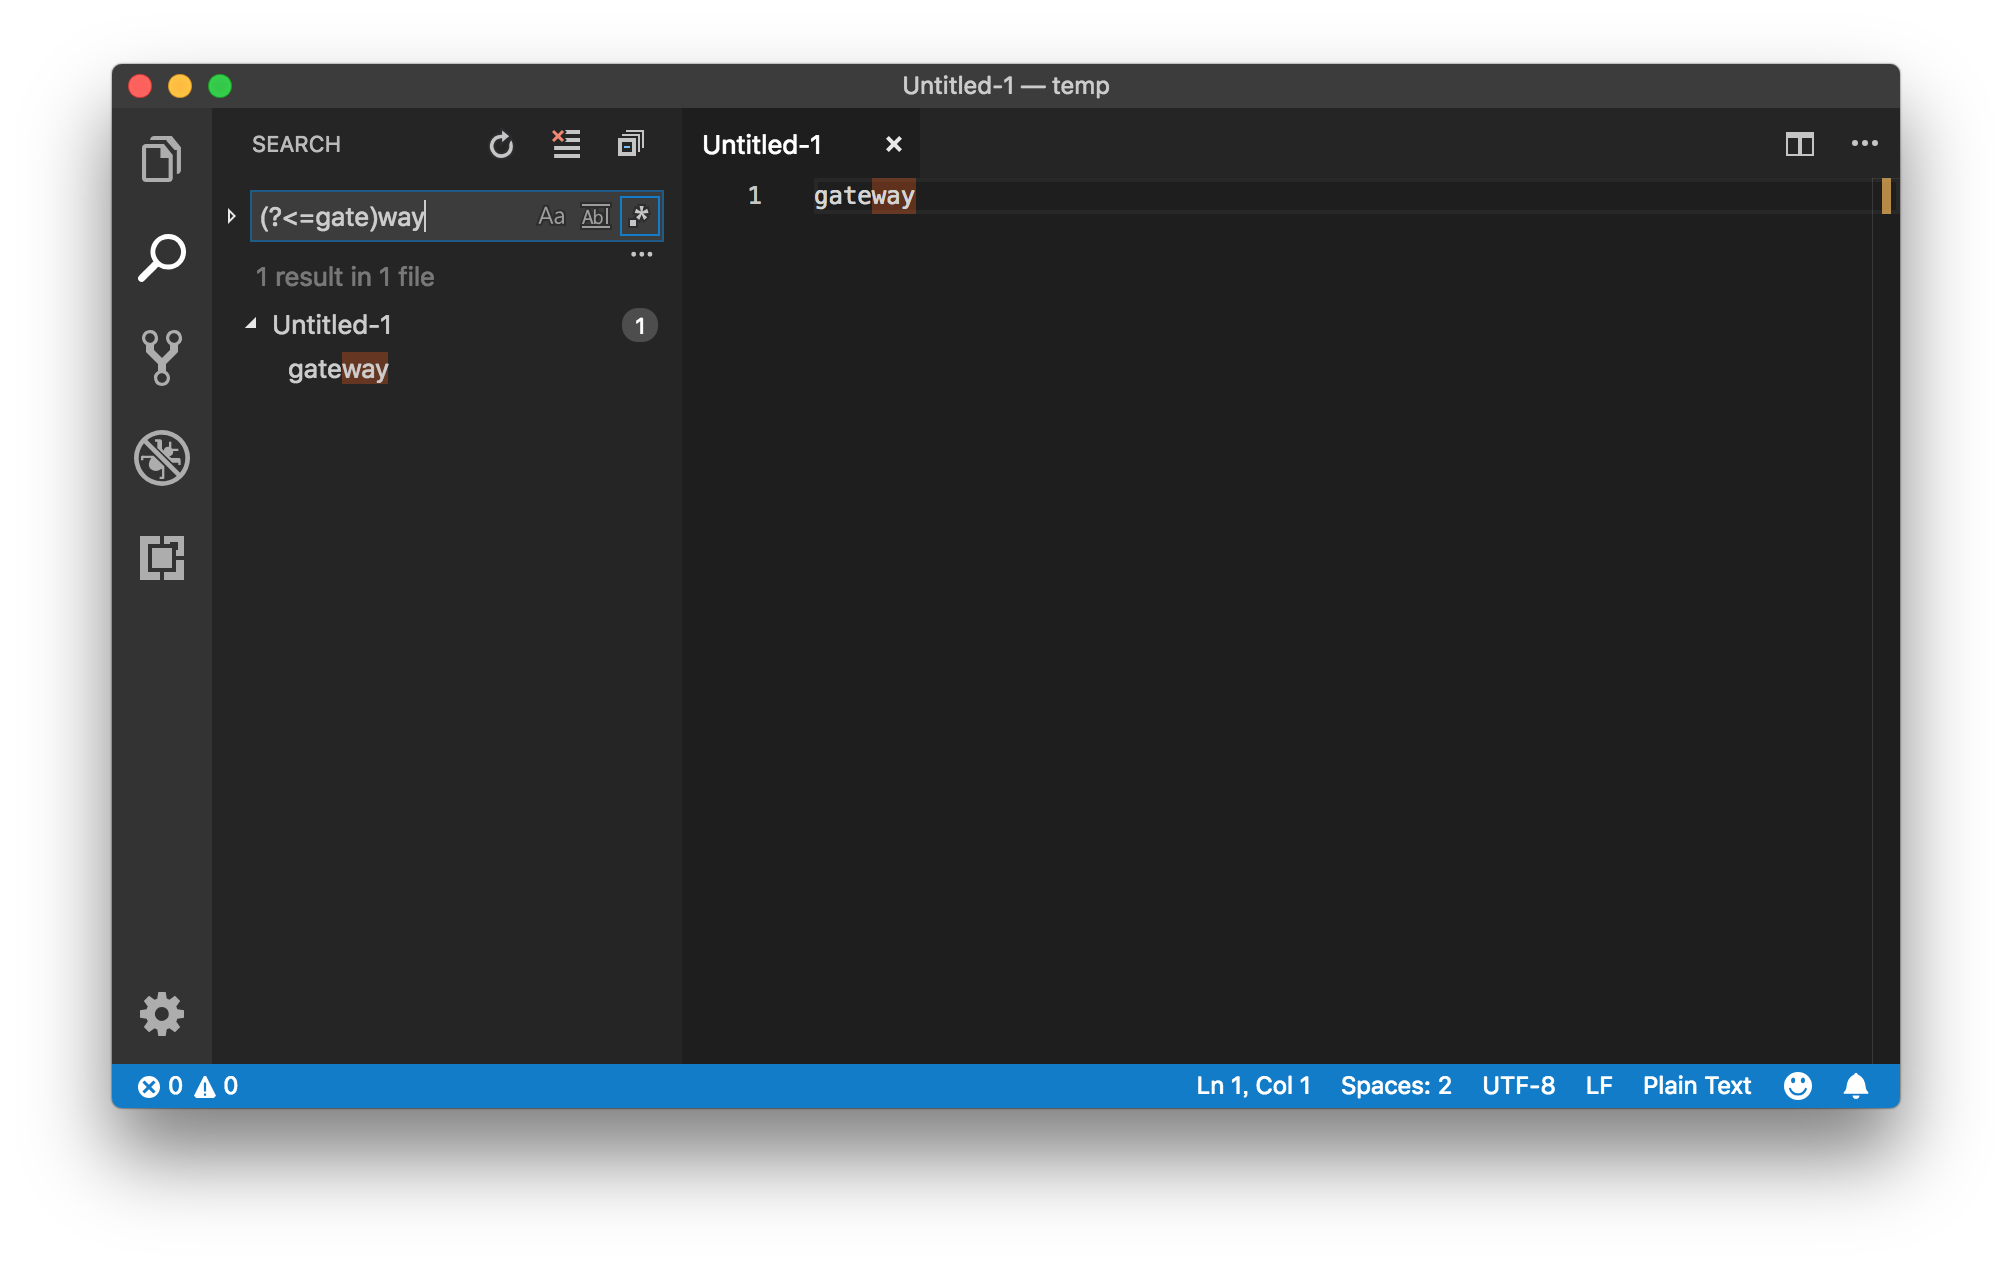 Untitled-1 — temp
SEARCH
(?<=gate)way
Aa Abl .*
1 result in 1 file
Untitled-1 1
gateway
Untitled-1
1 gateway
0 0
Ln 1, Col 1 Spaces: 2 UTF-8 LF Plain Text